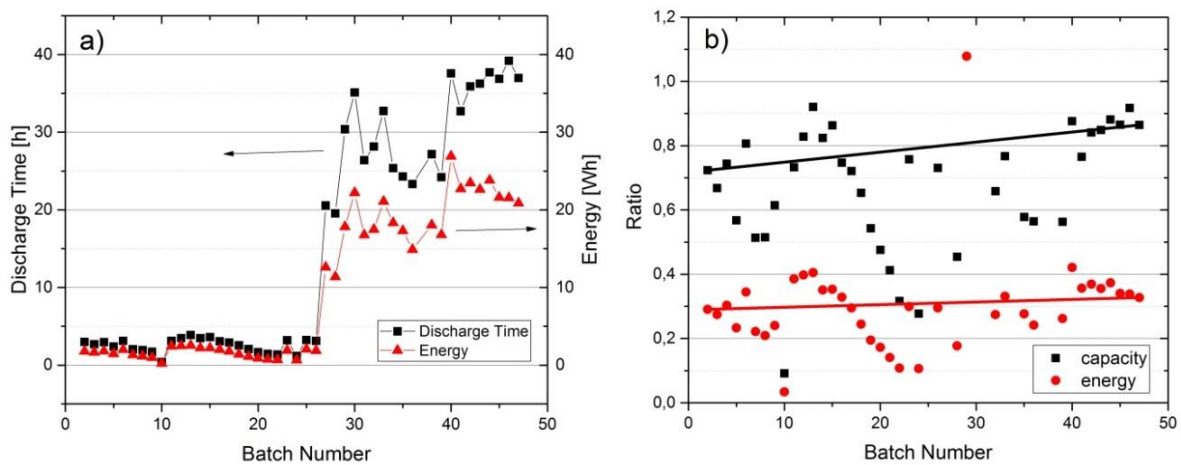 a)
Discharge Time [h]
40
30
20
10
0
Energy [Wh]
40
30
20
10
0
Discharge Time
Energy
0 10 20 30 40 50
Batch Number
b)
Ratio
1,2
1,0
0,8
0,6
0,4
0,2
0,0
capacity
energy
0 10 20 30 40 50
Batch Number